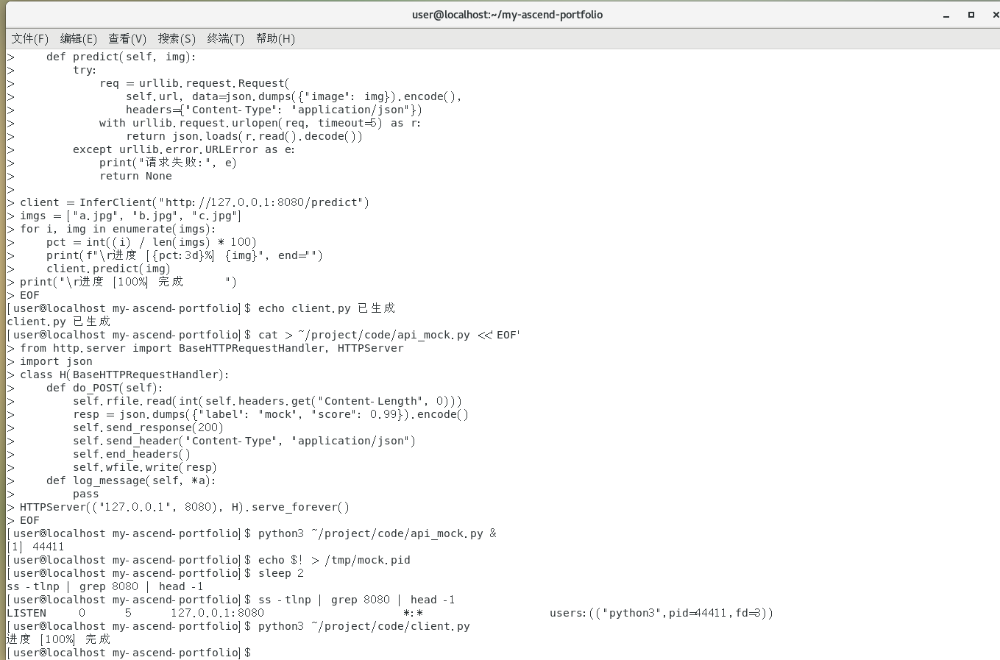 user@localhost:~/my-ascend-portfolio
文件(F) 编辑(E) 查看(V) 搜索(S) 终端(T) 帮助(H)
>     def predict(self, img):
>         try:
>             req = urllib.request.Request(
>                 self.url, data=json.dumps({"image": img}).encode(),
>                 headers={"Content-Type": "application/json"})
>             with urllib.request.urlopen(req, timeout=5) as r:
>                 return json.loads(r.read().decode())
>         except urllib.error.URLError as e:
>             print("请求失败:", e)
>             return None
>
> client = InferClient("http://127.0.0.1:8080/predict")
> imgs = ["a.jpg", "b.jpg", "c.jpg"]
> for i, img in enumerate(imgs):
>     pct = int((i) / len(imgs) * 100)
>     print(f"\r进度 [{pct:3d}%] {img}", end="")
>     client.predict(img)
> print("\r进度 [100%] 完成      ")
> EOF
[user@localhost my-ascend-portfolio]$ echo client.py 已生成
client.py 已生成
[user@localhost my-ascend-portfolio]$ cat > ~/project/code/api_mock.py <<'EOF'
> from http.server import BaseHTTPRequestHandler, HTTPServer
> import json
> class H(BaseHTTPRequestHandler):
>     def do_POST(self):
>         self.rfile.read(int(self.headers.get("Content-Length", 0)))
>         resp = json.dumps({"label": "mock", "score": 0.99}).encode()
>         self.send_response(200)
>         self.send_header("Content-Type", "application/json")
>         self.end_headers()
>         self.wfile.write(resp)
>     def log_message(self, *a):
>         pass
> HTTPServer(("127.0.0.1", 8080), H).serve_forever()
> EOF
[user@localhost my-ascend-portfolio]$ python3 ~/project/code/api_mock.py &
[1] 44411
[user@localhost my-ascend-portfolio]$ echo $! > /tmp/mock.pid
[user@localhost my-ascend-portfolio]$ sleep 2
ss -tlnp | grep 8080 | head -1
[user@localhost my-ascend-portfolio]$ ss -tlnp | grep 8080 | head -1
LISTEN     0      5      127.0.0.1:8080                     *:*                   users:(("python3",pid=44411,fd=3))
[user@localhost my-ascend-portfolio]$ python3 ~/project/code/client.py
进度 [100%] 完成
[user@localhost my-ascend-portfolio]$